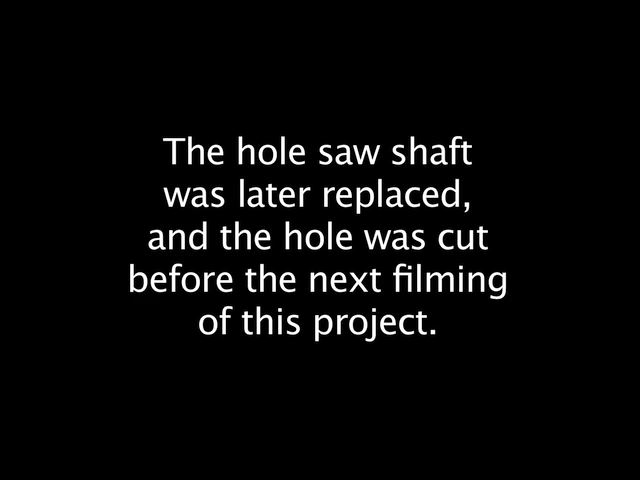 The hole saw shaft
was later replaced,
and the hole was cut
before the next filming
of this project.